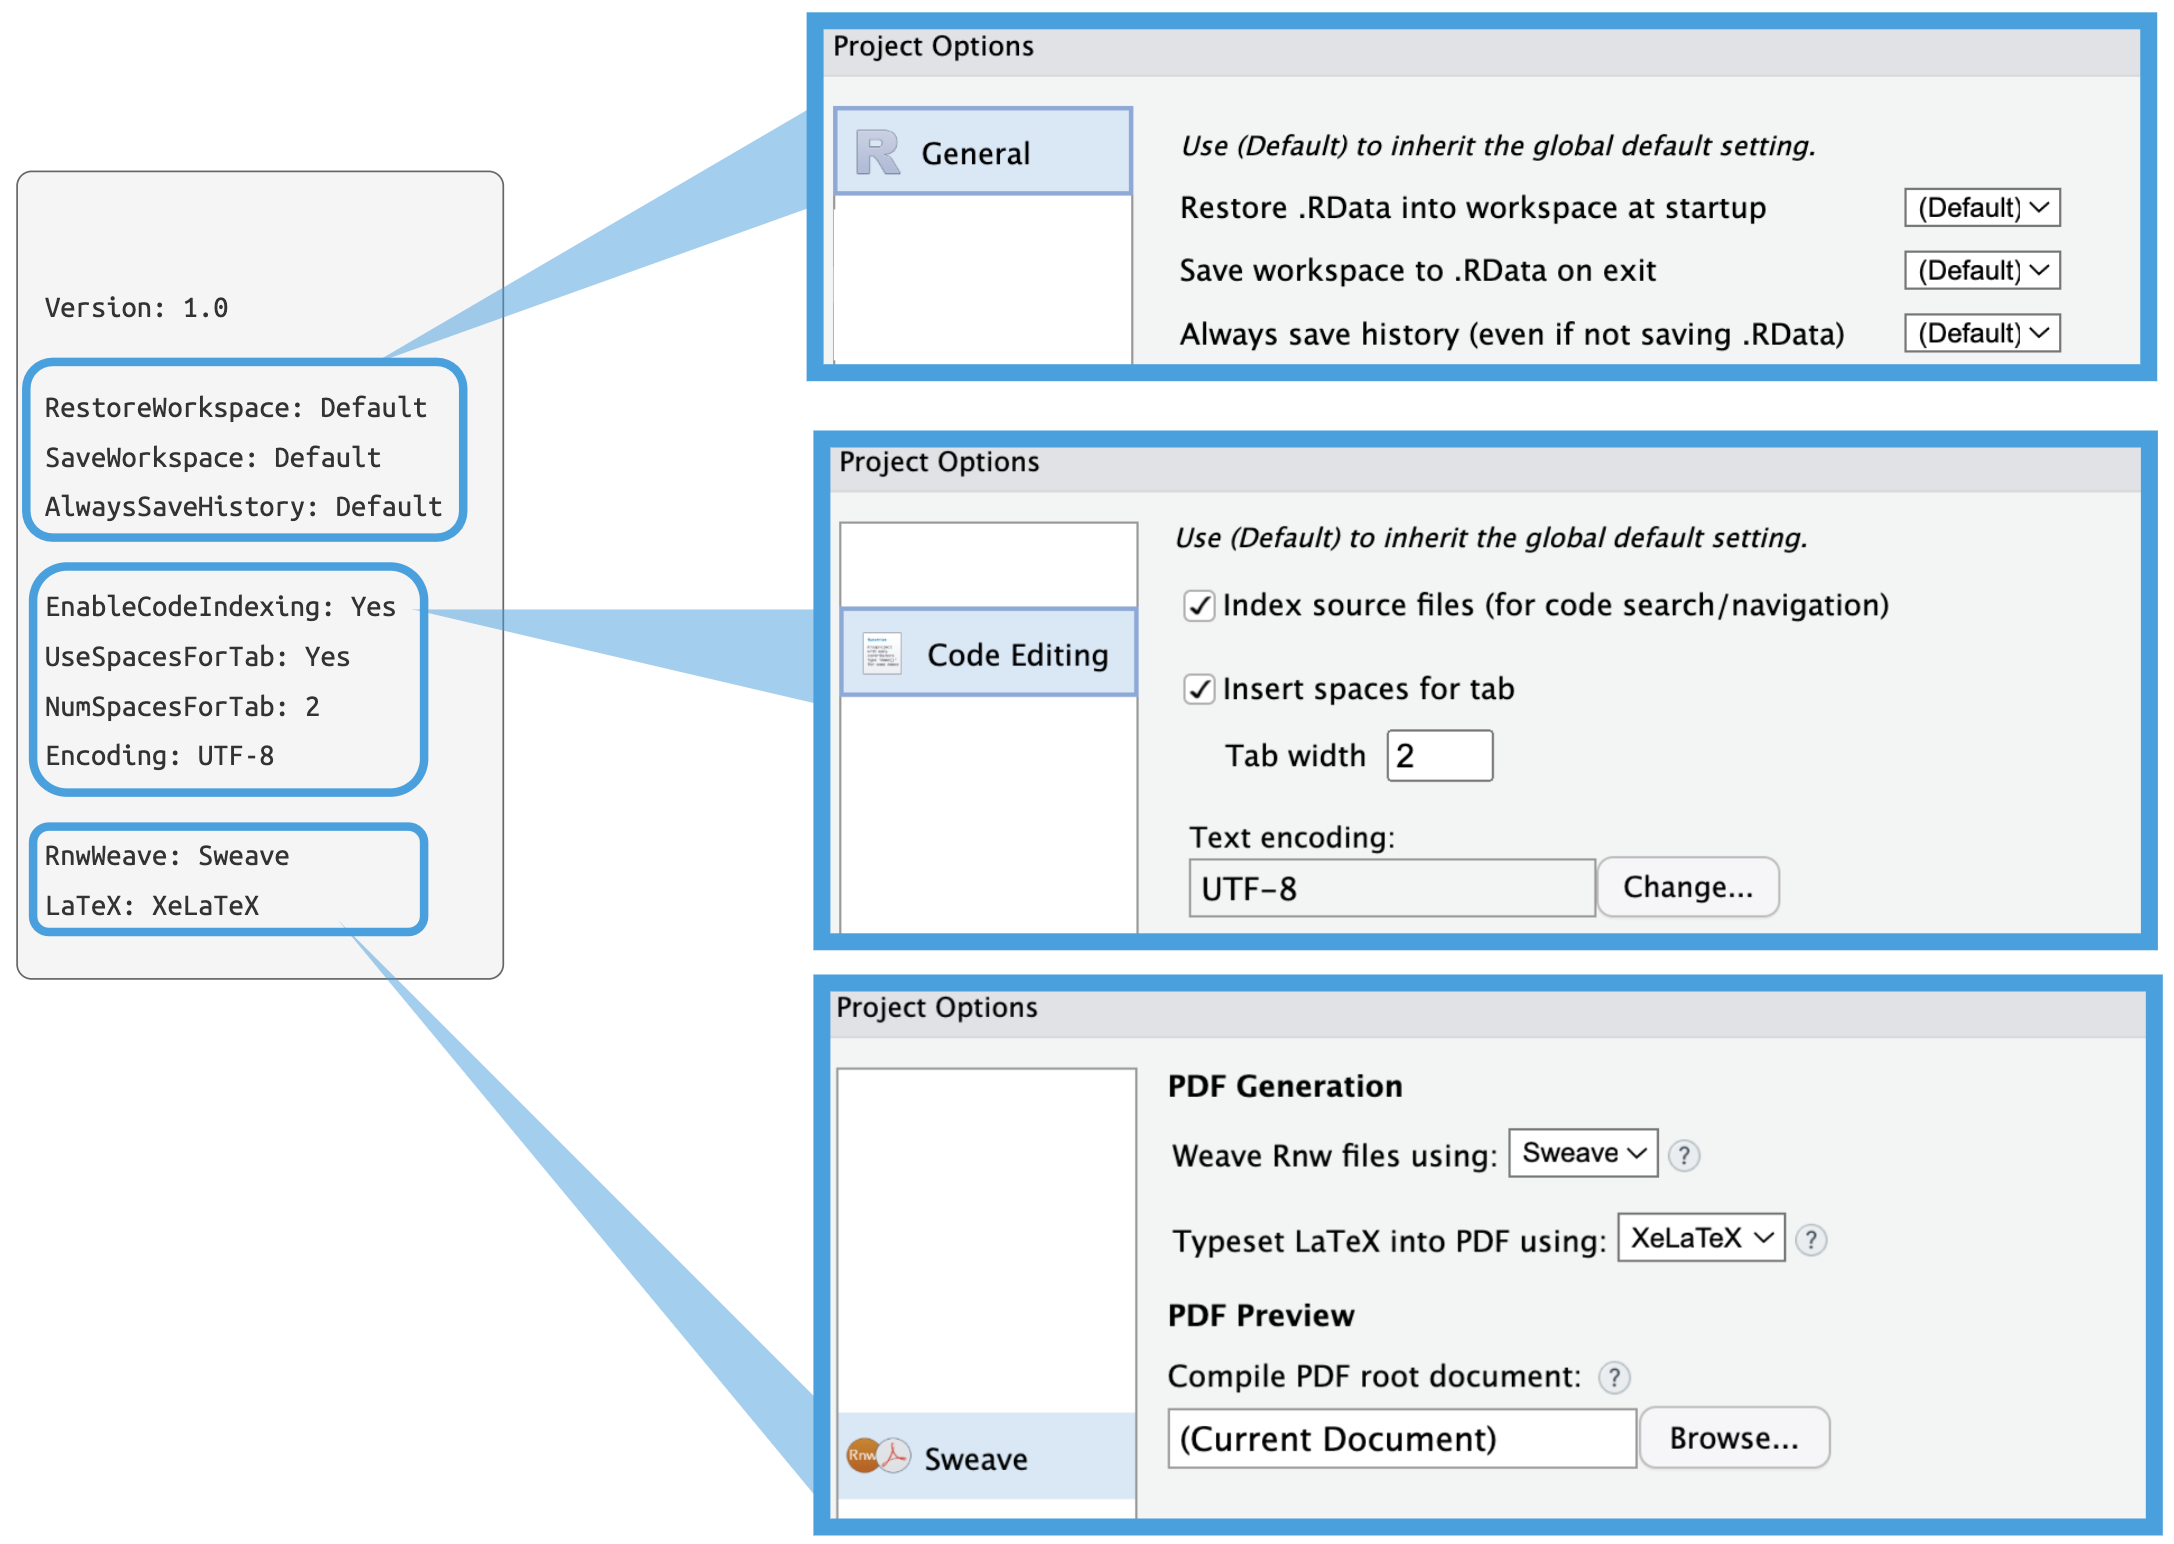 Version: 1.0
RestoreWorkspace: Default
SaveWorkspace: Default
AlwaysSaveHistory: Default
EnableCodeIndexing: Yes
UseSpacesForTab: Yes
NumSpacesForTab: 2
Encoding: UTF-8
RnwWeave: Sweave
LaTeX: XeLaTeX
Project Options
General
Use (Default) to inherit the global default setting.
Restore .RData into workspace at startup (Default)
Save workspace to .RData on exit (Default)
Always save history (even if not saving .RData) (Default)
Project Options
Code Editing
Use (Default) to inherit the global default setting.
Index source files (for code search/navigation)
Insert spaces for tab
Tab width 2
Text encoding:
UTF-8 Change...
Project Options
Rnw Sweave
PDF Generation
Weave Rnw files using: Sweave ?
Typeset LaTeX into PDF using: XeLaTeX ?
PDF Preview
Compile PDF root document: ?
(Current Document) Browse...